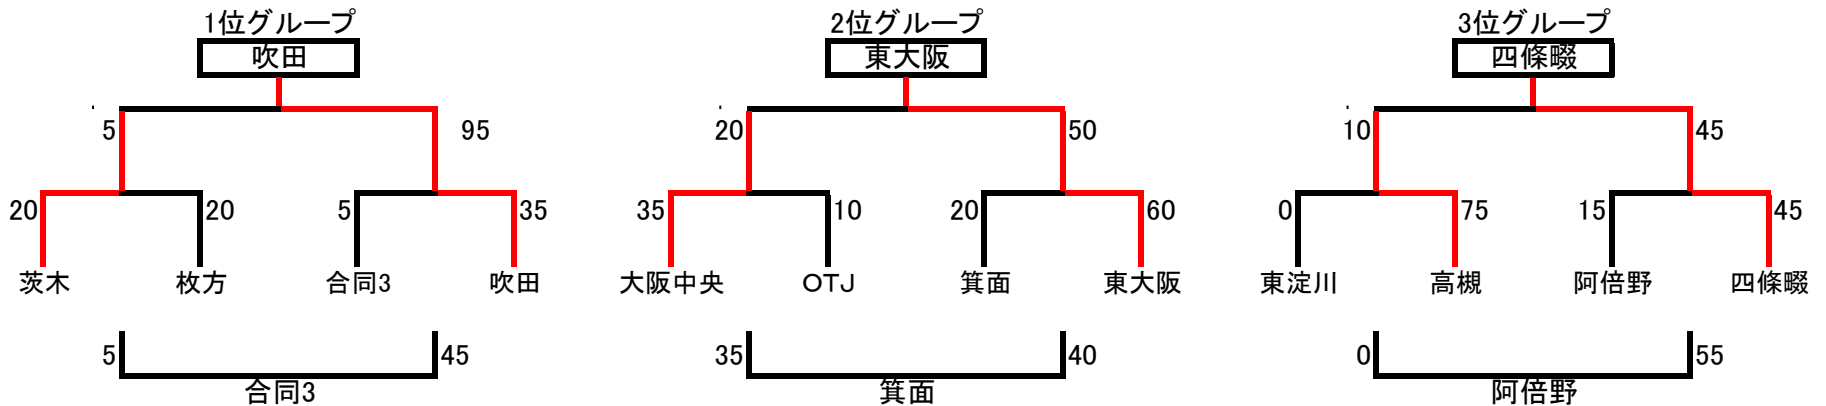 1位グループ 2位グループ 3位グループ
吹田 東大阪 四條畷
5 95 20 50 10 45
20 20 5 35 35 10 20 60 0 75 15 45
茨木 枚方 合同3 吹田 大阪中央 OTJ 箕面 東大阪 東淀川 高槻 阿倍野 四條畷
5 45 35 40 0 55
合同3 箕面 阿倍野